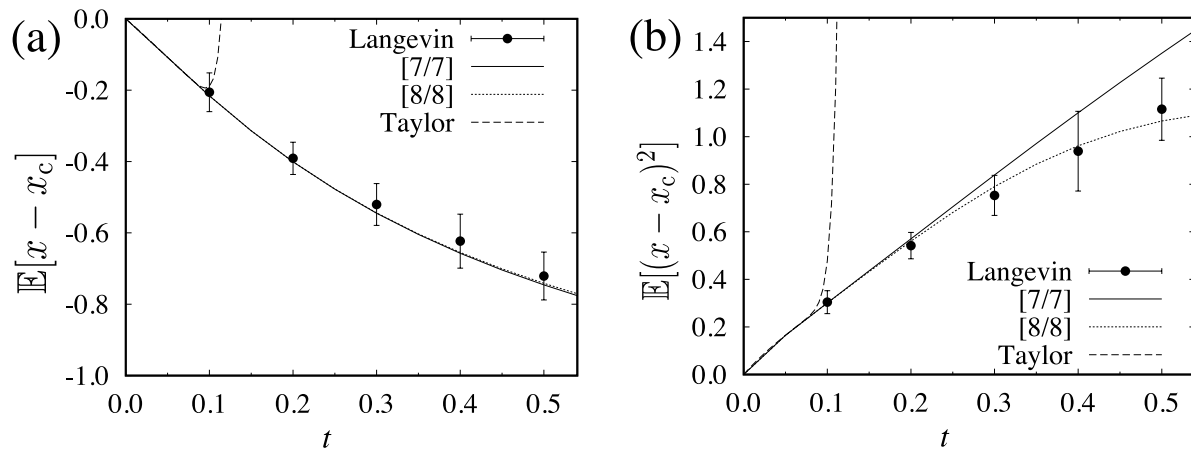 (a)
0.0
-0.2
-0.4
-0.6
-0.8
-1.0
𝔼[x − x_c]
Langevin
[7/7]
[8/8]
Taylor
0.0 0.1 0.2 0.3 0.4 0.5
t
(b)
1.4
1.2
1.0
0.8
0.6
0.4
0.2
0.0
𝔼[(x − x_c)²]
Langevin
[7/7]
[8/8]
Taylor
0.0 0.1 0.2 0.3 0.4 0.5
t